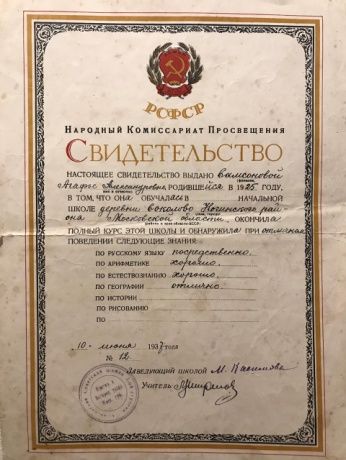 РСФСР
НАРОДНЫЙ КОМИССАРИАТ ПРОСВЕЩЕНИЯ
СВИДЕТЕЛЬСТВО
НАСТОЯЩЕЕ СВИДЕТЕЛЬСТВО ВЫДАНО Самсоновой
Александровне РОДИВШЕЙСЯ В 1925 ГОДУ,
В ТОМ, ЧТО ОНА ОБУЧАЛАСЬ В НАЧАЛЬНОЙ
ШКОЛЕ деревни Ногинского рай
она Московской области, ОКОНЧИЛА
ПОЛНЫЙ КУРС ЭТОЙ ШКОЛЫ И ОБНАРУЖИЛА ПРИ отличном
ПОВЕДЕНИИ СЛЕДУЮЩИЕ ЗНАНИЯ:
ПО РУССКОМУ ЯЗЫКУ посредственно,
ПО АРИФМЕТИКЕ хорошо,
ПО ЕСТЕСТВОЗНАНИЮ хорошо,
ПО ГЕОГРАФИИ отлично
ПО ИСТОРИИ
ПО РИСОВАНИЮ
ПО
10 июня 1937 года
№ 12
ЗАВЕДУЮЩИЙ ШКОЛОЙ
УЧИТЕЛЬ